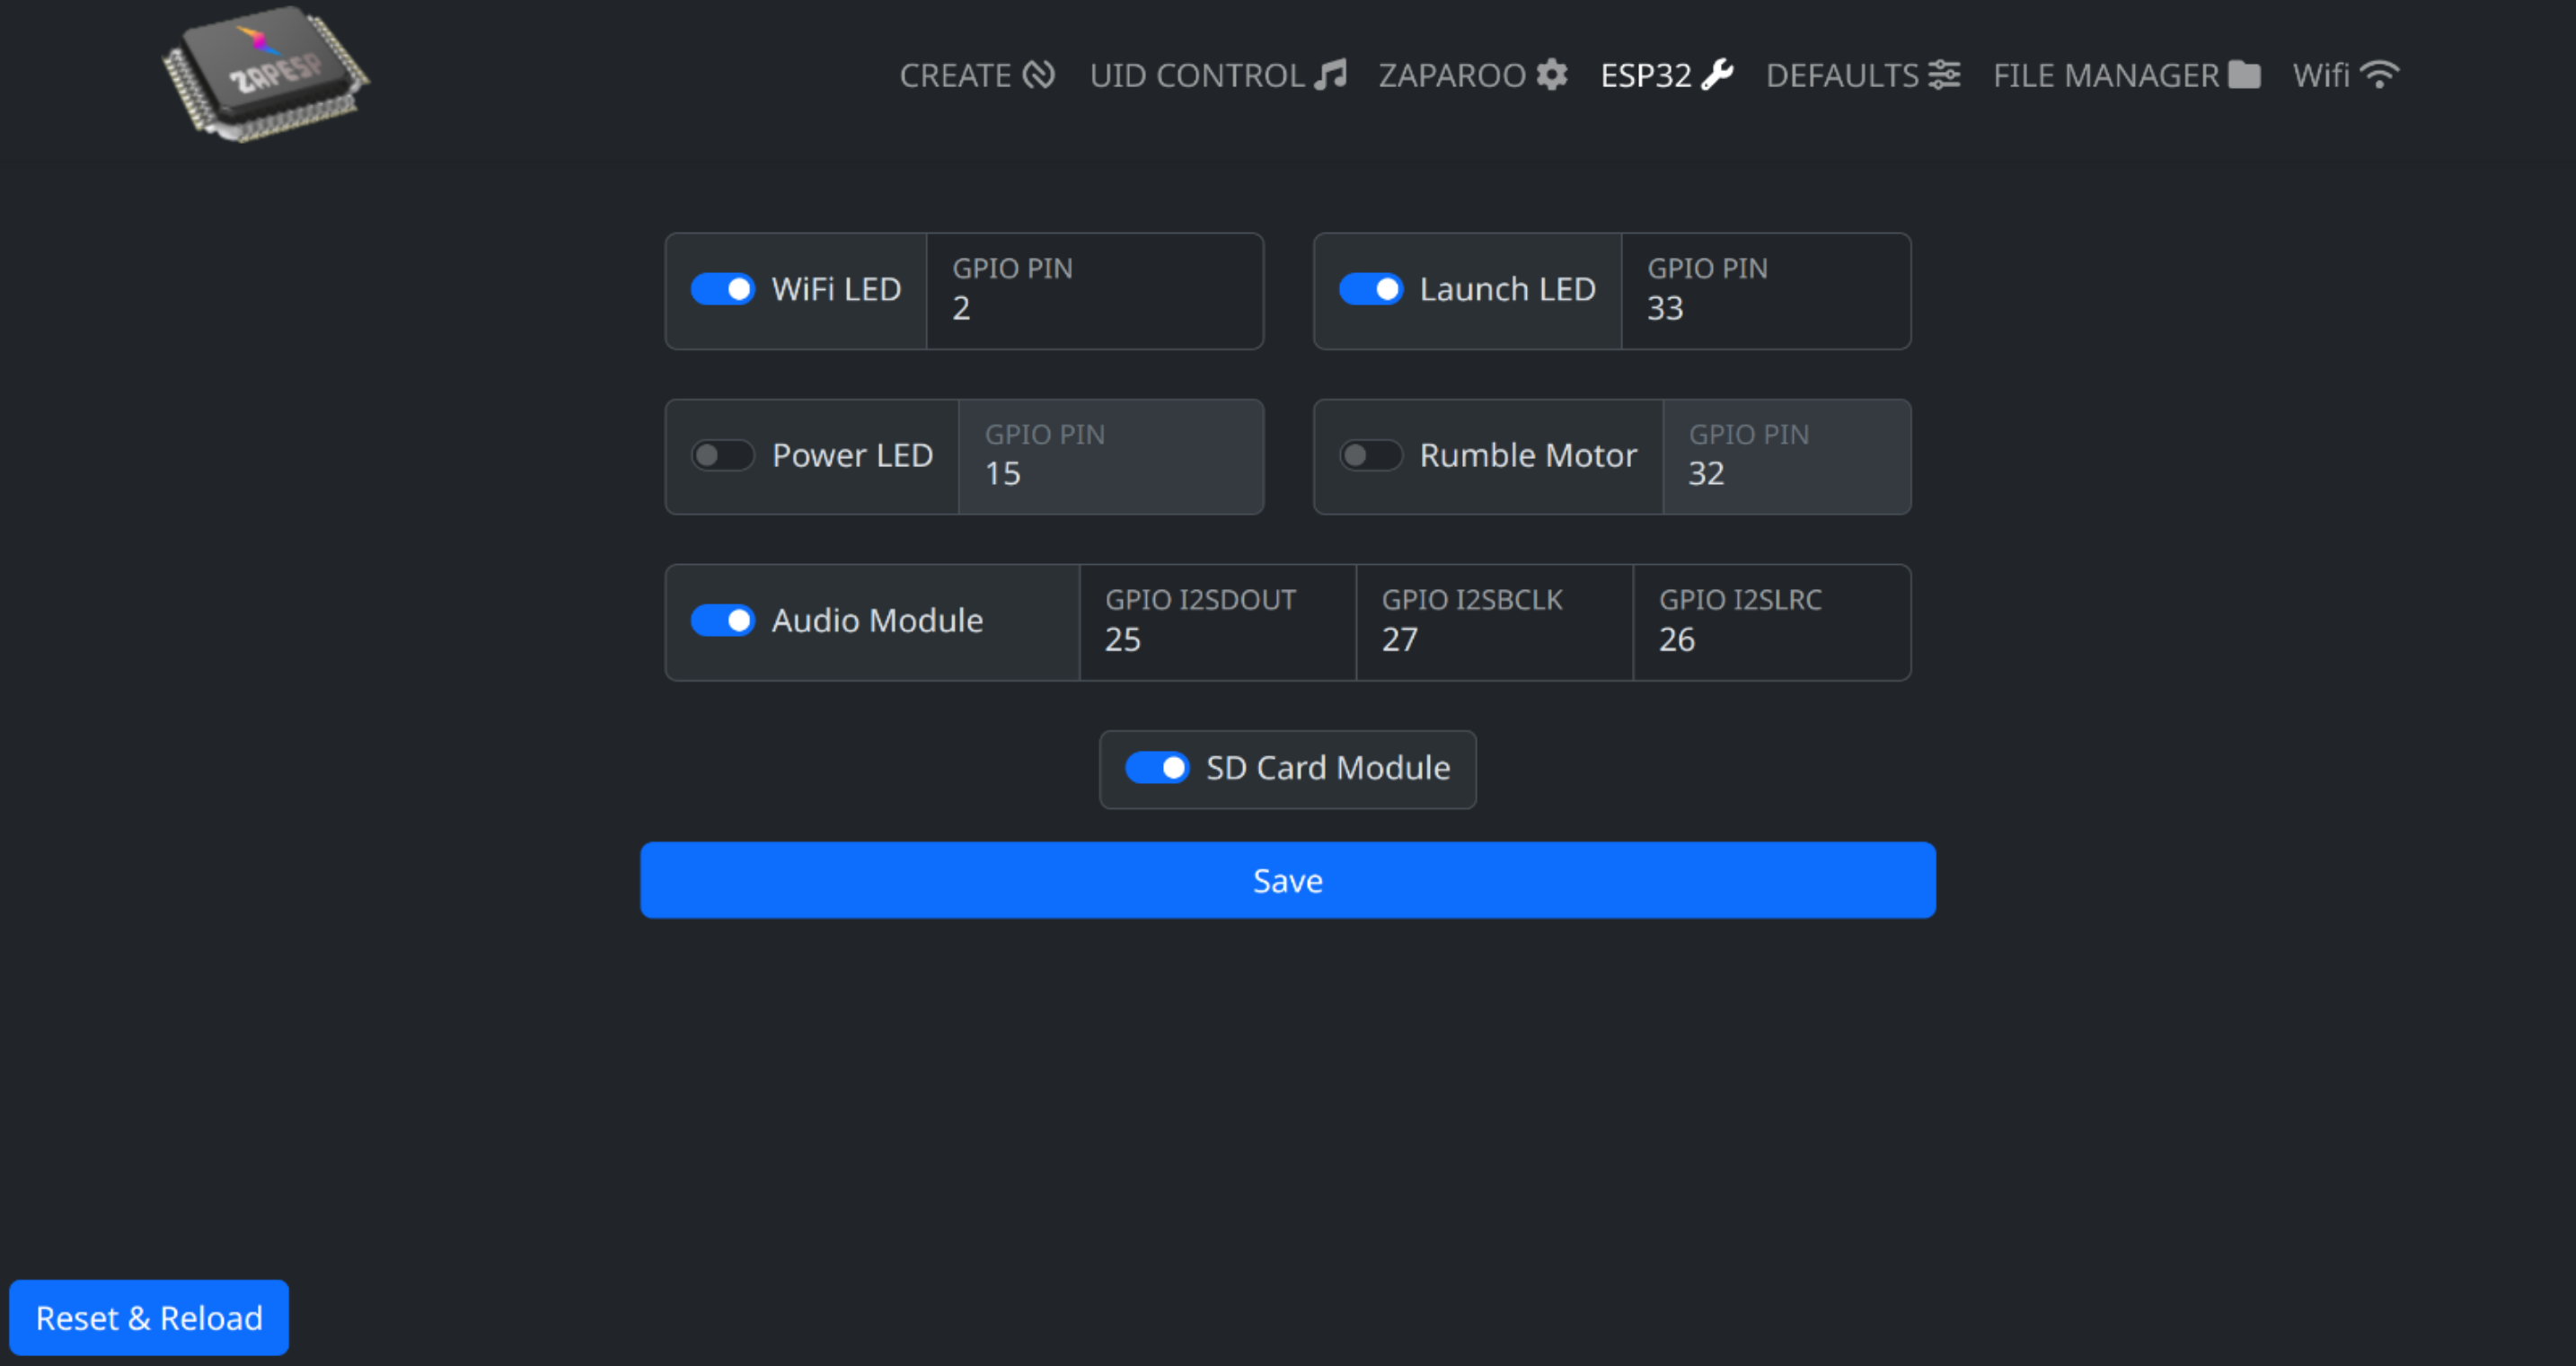 ZAPESP
CREATE UID CONTROL ZAPAROO ESP32 DEFAULTS FILE MANAGER Wifi
WiFi LED
GPIO PIN
2
Launch LED
GPIO PIN
33
Power LED
GPIO PIN
15
Rumble Motor
GPIO PIN
32
Audio Module
GPIO I2SDOUT
25
GPIO I2SBCLK
27
GPIO I2SLRC
26
SD Card Module
Save
Reset & Reload